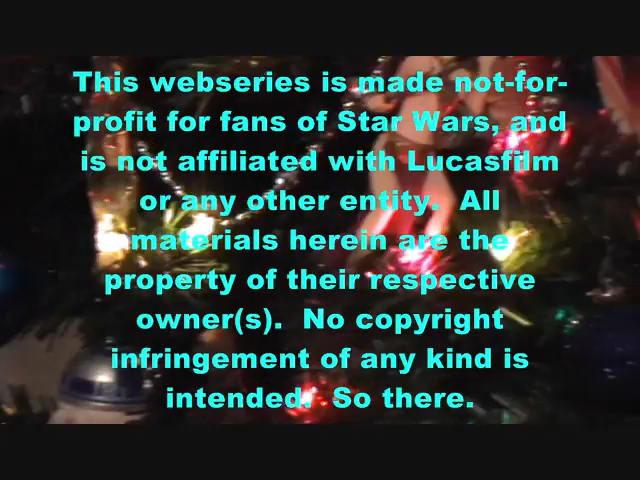 This webseries is made not-for-
profit for fans of Star Wars, and
is not affiliated with Lucasfilm
or any other entity.  All
materials herein are the
property of their respective
owner(s).  No copyright
infringement of any kind is
intended.  So there.